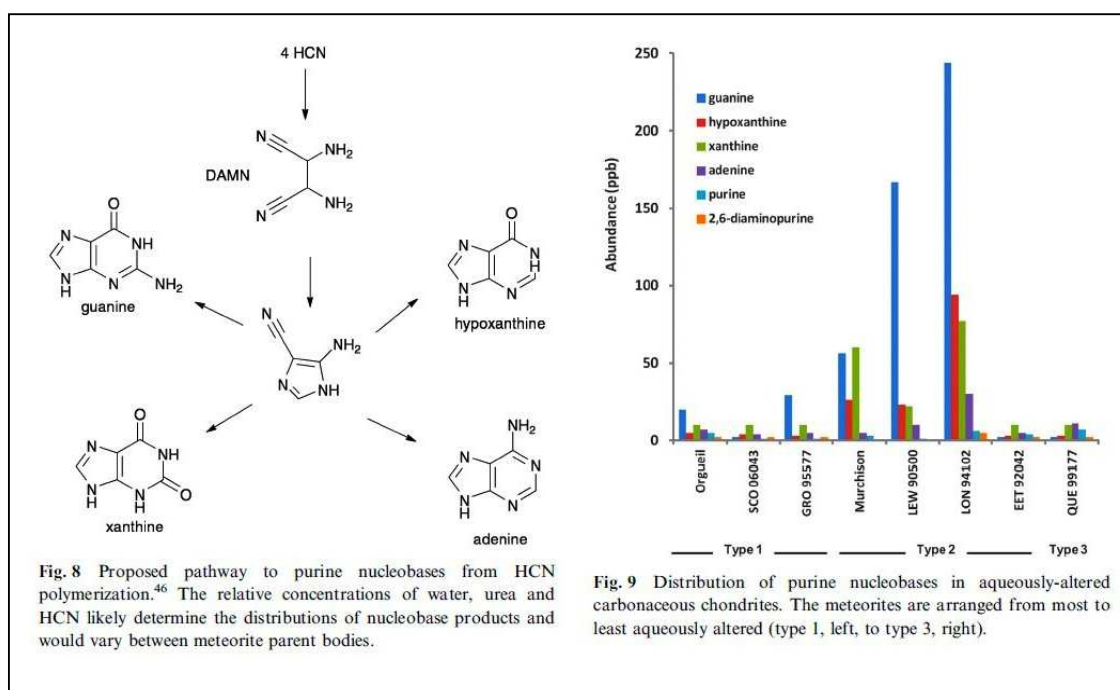 4 HCN
N
NH₂
DAMN
N
NH₂
O
N
NH
N
H
N
NH₂
guanine
O
N
N
H
N
H
N
hypoxanthine
N
NH₂
N
NH
O
N
NH
N
H
N
H
O
xanthine
NH₂
N
N
N
H
N
adenine
Fig. 8 Proposed pathway to purine nucleobases from HCN
polymerization.⁴⁶ The relative concentrations of water, urea and
HCN likely determine the distributions of nucleobase products and
would vary between meteorite parent bodies.
250
200
150
100
50
0
Abundance (ppb)
guanine
hypoxanthine
xanthine
adenine
purine
2,6-diaminopurine
Orgueil
SCO 06043
GRO 95577
Murchison
LEW 90500
LON 94102
EET 92042
QUE 99177
Type 1
Type 2
Type 3
Fig. 9 Distribution of purine nucleobases in aqueously-altered
carbonaceous chondrites. The meteorites are arranged from most to
least aqueously altered (type 1, left, to type 3, right).